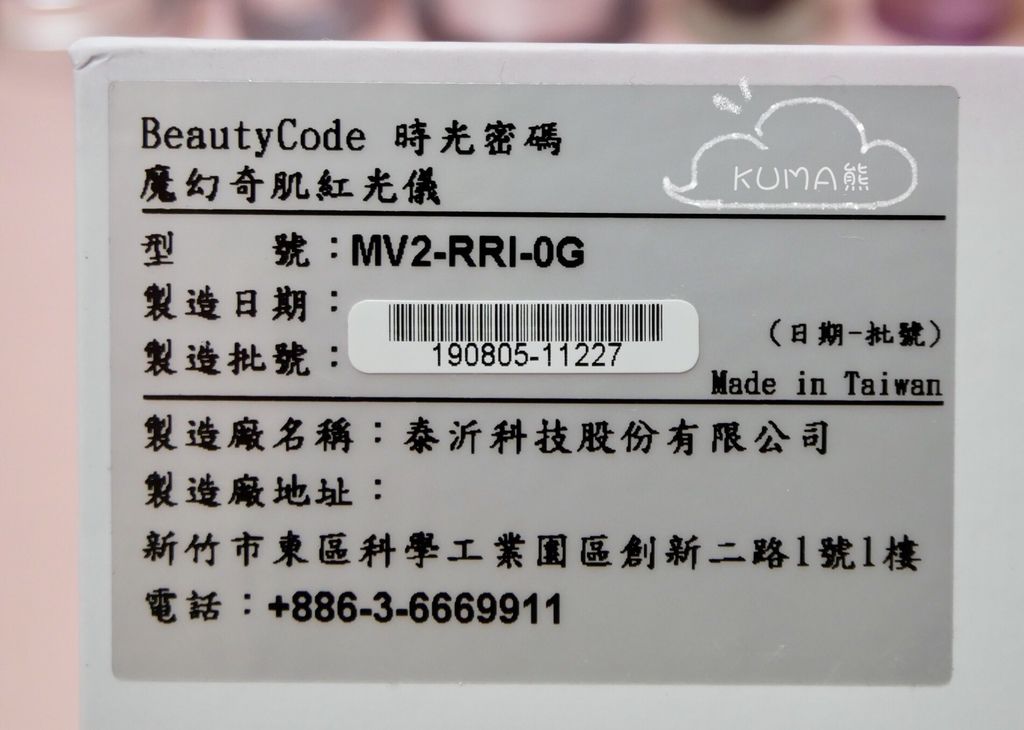 BeautyCode 時光密碼
KUMA熊
魔幻奇肌紅光儀
型　　號：MV2-RRI-0G
製造日期：
製造批號：
190805-11227
(日期-批號)
Made in Taiwan
製造廠名稱：泰沂科技股份有限公司
製造廠地址：
新竹市東區科學工業園區創新二路1號1樓
電話：+886-3-6669911